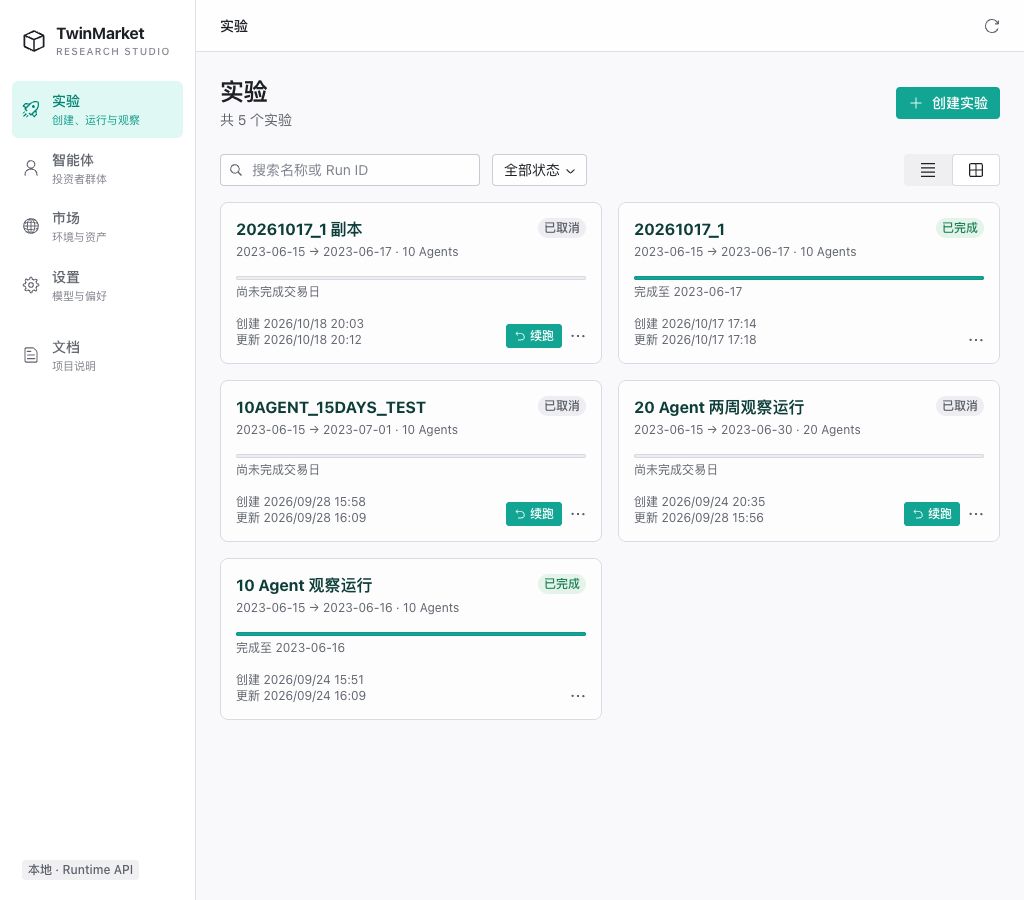 TwinMarket
RESEARCH STUDIO
实验
创建、运行与观察
智能体
投资者群体
市场
环境与资产
设置
模型与偏好
文档
项目说明
本地 · Runtime API
实验
实验
共 5 个实验
创建实验
搜索名称或 Run ID
全部状态
20261017_1 副本
已取消
2023-06-15 → 2023-06-17 · 10 Agents
尚未完成交易日
创建 2026/10/18 20:03
更新 2026/10/18 20:12
续跑
20261017_1
已完成
2023-06-15 → 2023-06-17 · 10 Agents
完成至 2023-06-17
创建 2026/10/17 17:14
更新 2026/10/17 17:18
10AGENT_15DAYS_TEST
已取消
2023-06-15 → 2023-07-01 · 10 Agents
尚未完成交易日
创建 2026/09/28 15:58
更新 2026/09/28 16:09
续跑
20 Agent 两周观察运行
已取消
2023-06-15 → 2023-06-30 · 20 Agents
尚未完成交易日
创建 2026/09/24 20:35
更新 2026/09/28 15:56
续跑
10 Agent 观察运行
已完成
2023-06-15 → 2023-06-16 · 10 Agents
完成至 2023-06-16
创建 2026/09/24 15:51
更新 2026/09/24 16:09